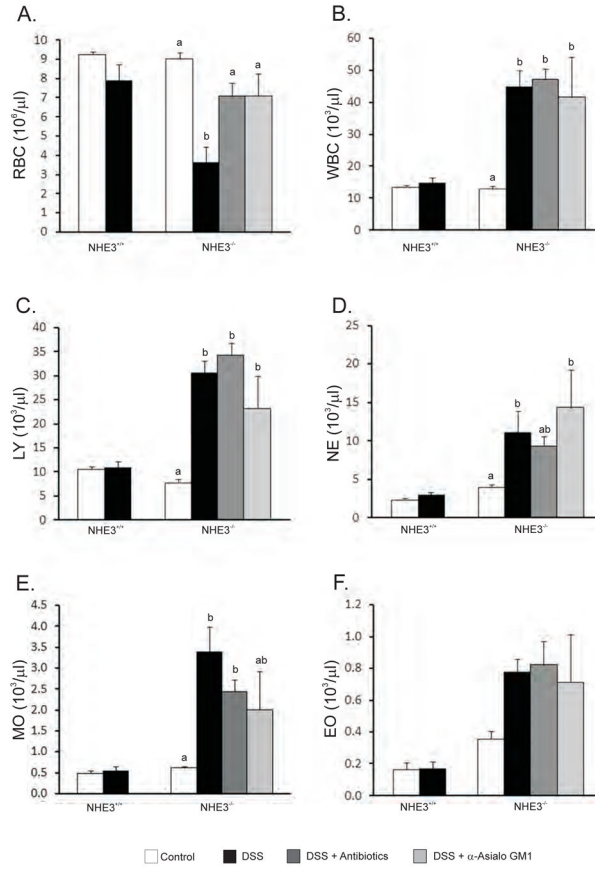 A.
RBC (10⁶/μl)
10
9
8
7
6
5
4
3
2
1
0
a
b
a
a
NHE3+/+
NHE3-/-
B.
WBC (10³/μl)
60
50
40
30
20
10
0
a
b
b
b
NHE3+/+
NHE3-/-
C.
LY (10³/μl)
40
35
30
25
20
15
10
5
0
a
b
b
b
NHE3+/+
NHE3-/-
D.
NE (10³/μl)
25
20
15
10
5
0
a
b
ab
b
NHE3+/+
NHE3-/-
E.
MO (10³/μl)
4.5
4.0
3.5
3.0
2.5
2.0
1.5
1.0
0.5
0.0
a
b
b
ab
NHE3+/+
NHE3-/-
F.
EO (10³/μl)
1.2
1.0
0.8
0.6
0.4
0.2
0.0
NHE3+/+
NHE3-/-
Control DSS DSS + Antibiotics DSS + α-Asialo GM1